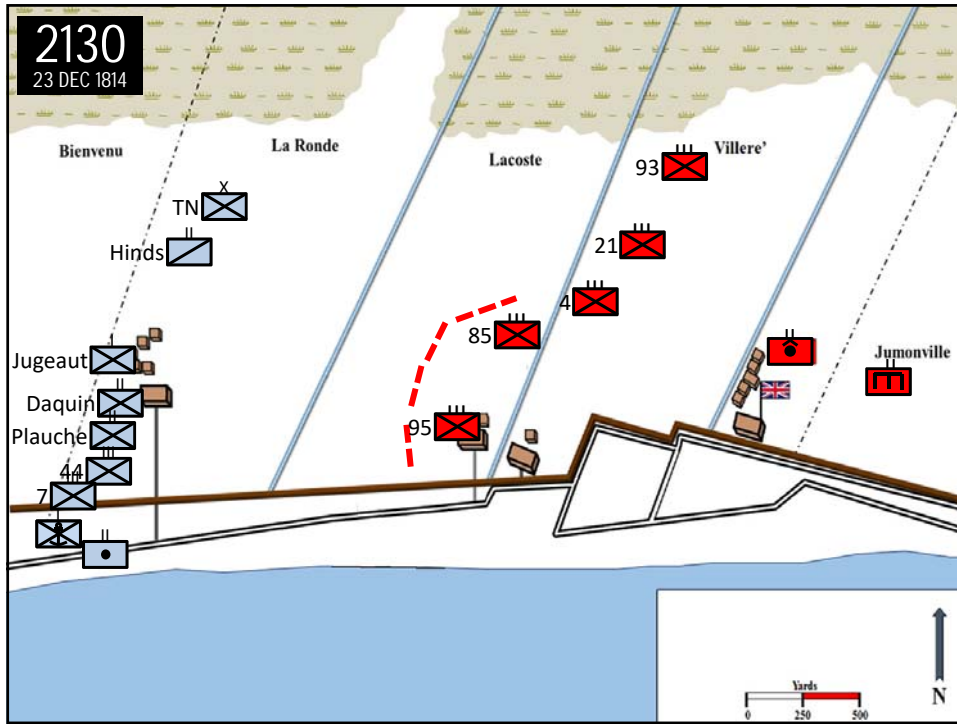 2130
23 DEC 1814
Bienvenu
La Ronde
Lacoste
Villere'
93
TN
X
Hinds
21
4
85
Jugeaut
Jumonville
Daquin
95
Plauche
44
7
Yards
0 250 500
N